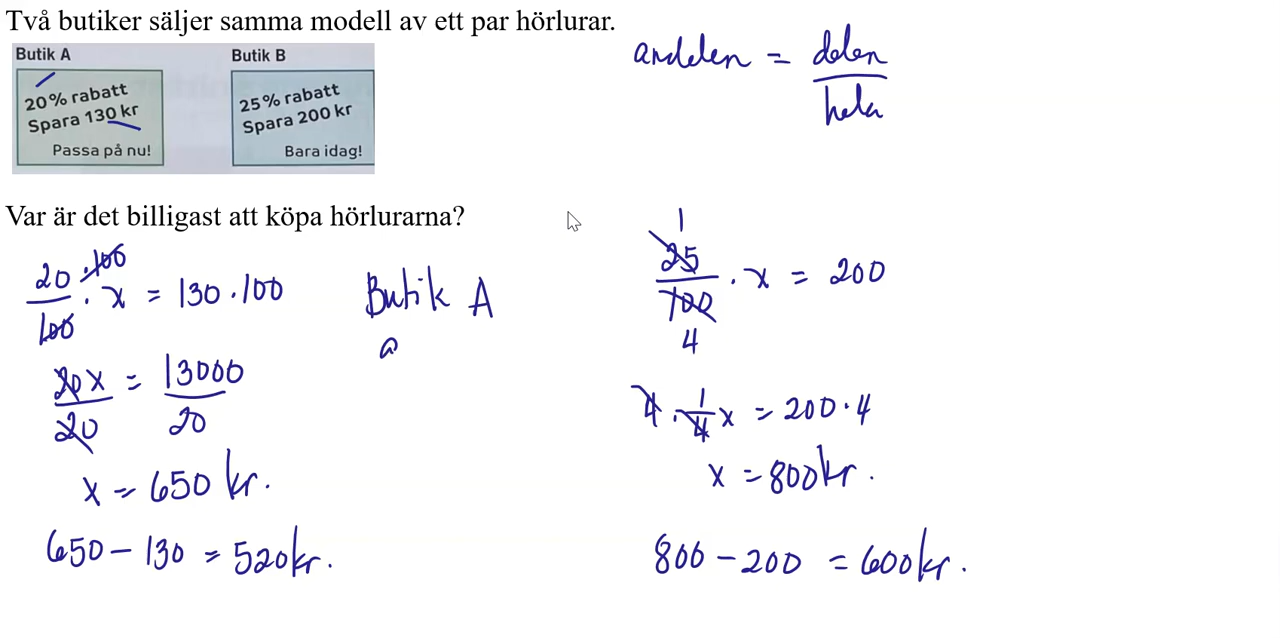 Två butiker säljer samma modell av ett par hörlurar.
Butik A
20% rabatt
Spara 130 kr
Passa på nu!
Butik B
25% rabatt
Spara 200 kr
Bara idag!
andelen = delen / hela
Var är det billigast att köpa hörlurarna?
20 · 100 / 100 · x = 130 · 100
20x / 20 = 13000 / 20
x = 650 kr.
650 - 130 = 520 kr.
Butik A
1
25 / 100 · x = 200
4
4 · 1/4 x = 200 · 4
x = 800 kr.
800 - 200 = 600 kr.